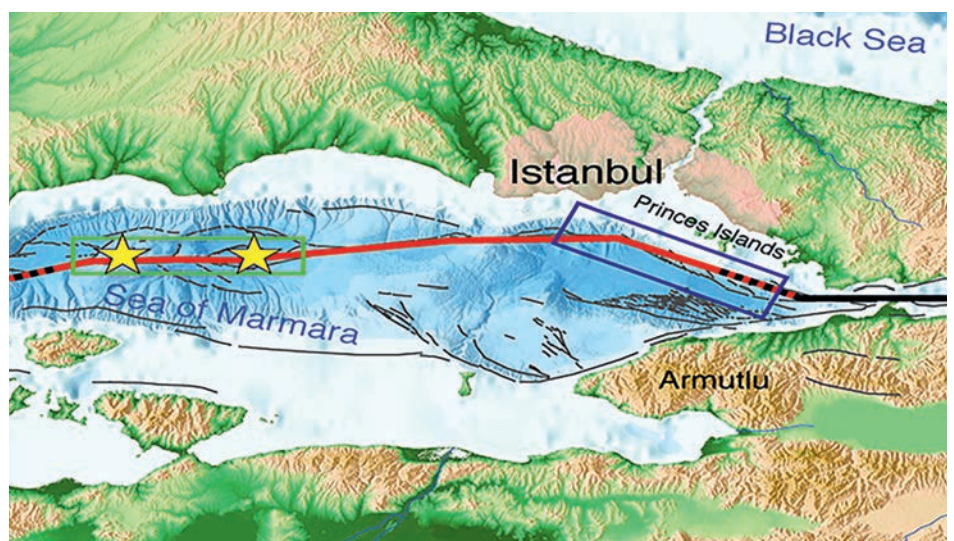 Black Sea
Istanbul
Princes Islands
Sea of Marmara
Armutlu